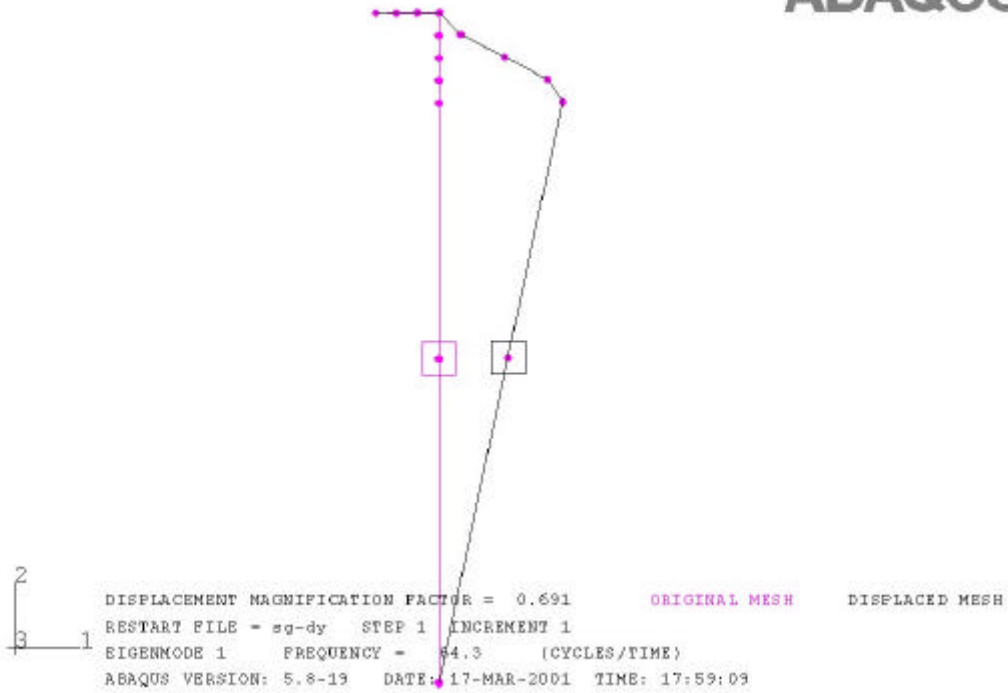 ABAQUS
2
3 1
DISPLACEMENT MAGNIFICATION FACTOR = 0.691 ORIGINAL MESH DISPLACED MESH
RESTART FILE = sg-dy STEP 1 INCREMENT 1
EIGENMODE 1 FREQUENCY = 64.3 (CYCLES/TIME)
ABAQUS VERSION: 5.8-19 DATE: 17-MAR-2001 TIME: 17:59:09